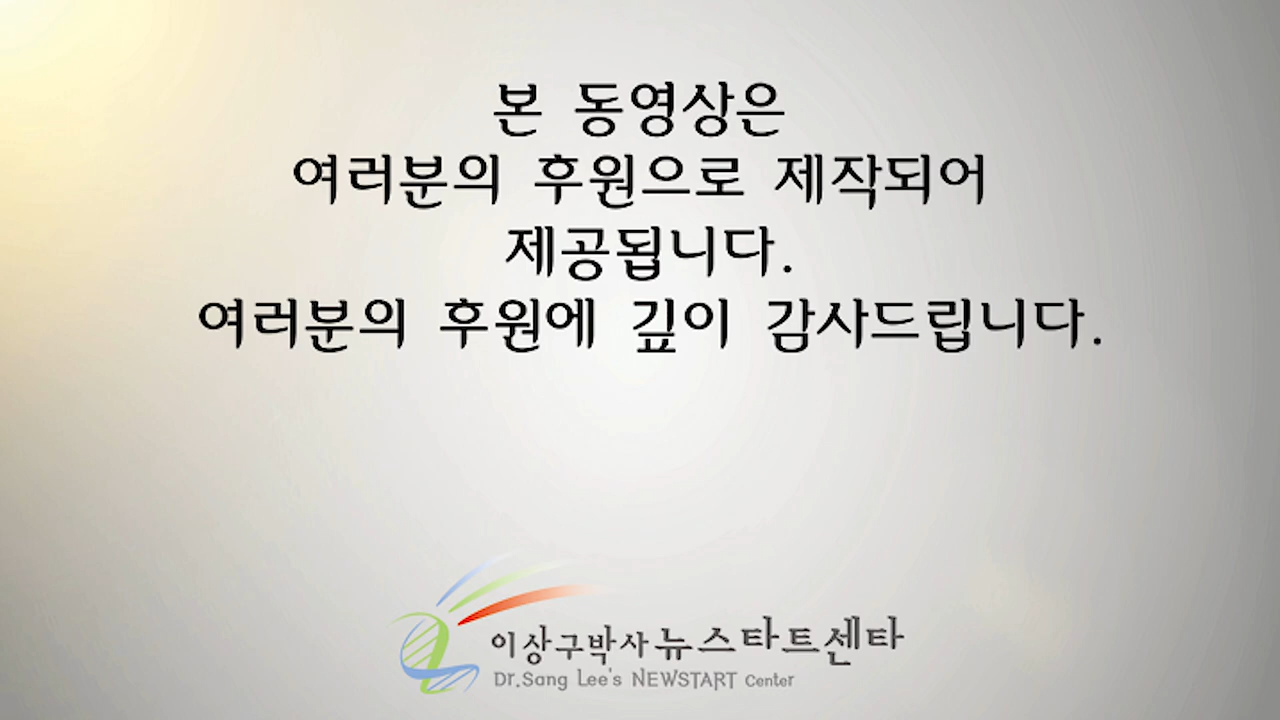 본 동영상은
여러분의 후원으로 제작되어
제공됩니다.
여러분의 후원에 깊이 감사드립니다.
이상구박사뉴스타트센타
Dr.Sang Lee's NEWSTART Center